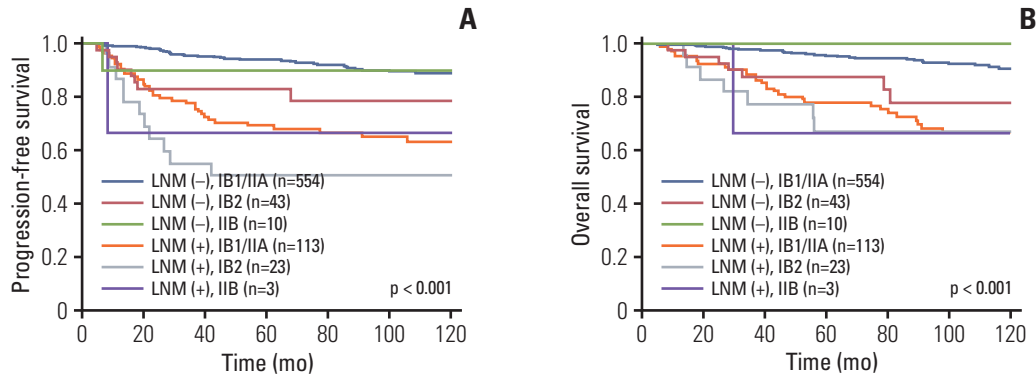 A
Progression-free survival
1.0
0.8
0.6
0.4
0.2
0
LNM (−), IB1/IIA (n=554)
LNM (−), IB2 (n=43)
LNM (−), IIB (n=10)
LNM (+), IB1/IIA (n=113)
LNM (+), IB2 (n=23)
LNM (+), IIB (n=3)
p < 0.001
0 20 40 60 80 100 120
Time (mo)
B
Overall survival
1.0
0.8
0.6
0.4
0.2
0
LNM (−), IB1/IIA (n=554)
LNM (−), IB2 (n=43)
LNM (−), IIB (n=10)
LNM (+), IB1/IIA (n=113)
LNM (+), IB2 (n=23)
LNM (+), IIB (n=3)
p < 0.001
0 20 40 60 80 100 120
Time (mo)